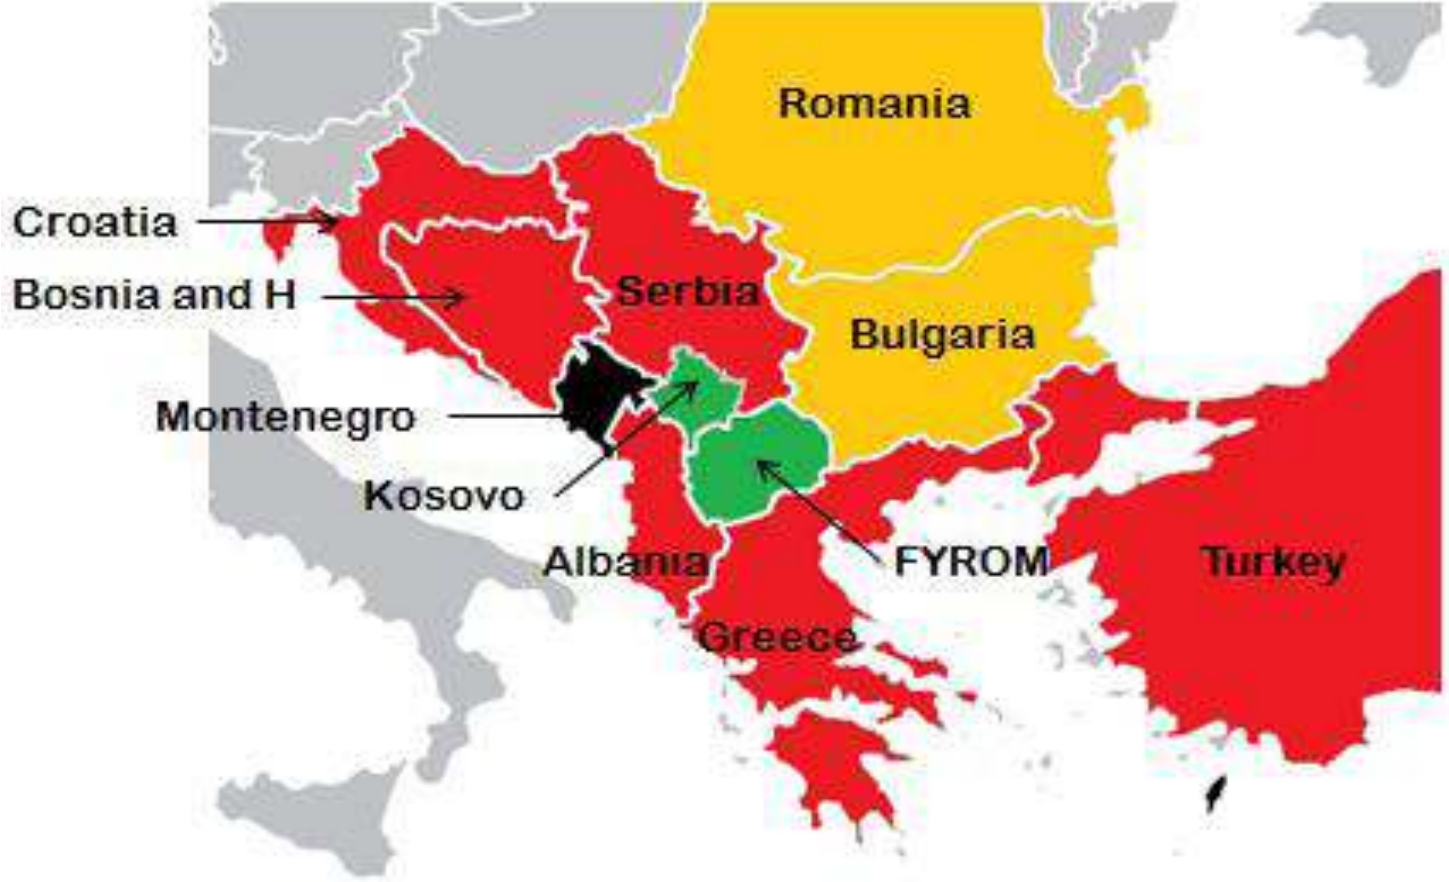 Romania
Croatia
Bosnia and H
Serbia
Bulgaria
Montenegro
Kosovo
Albania
FYROM
Turkey
Greece